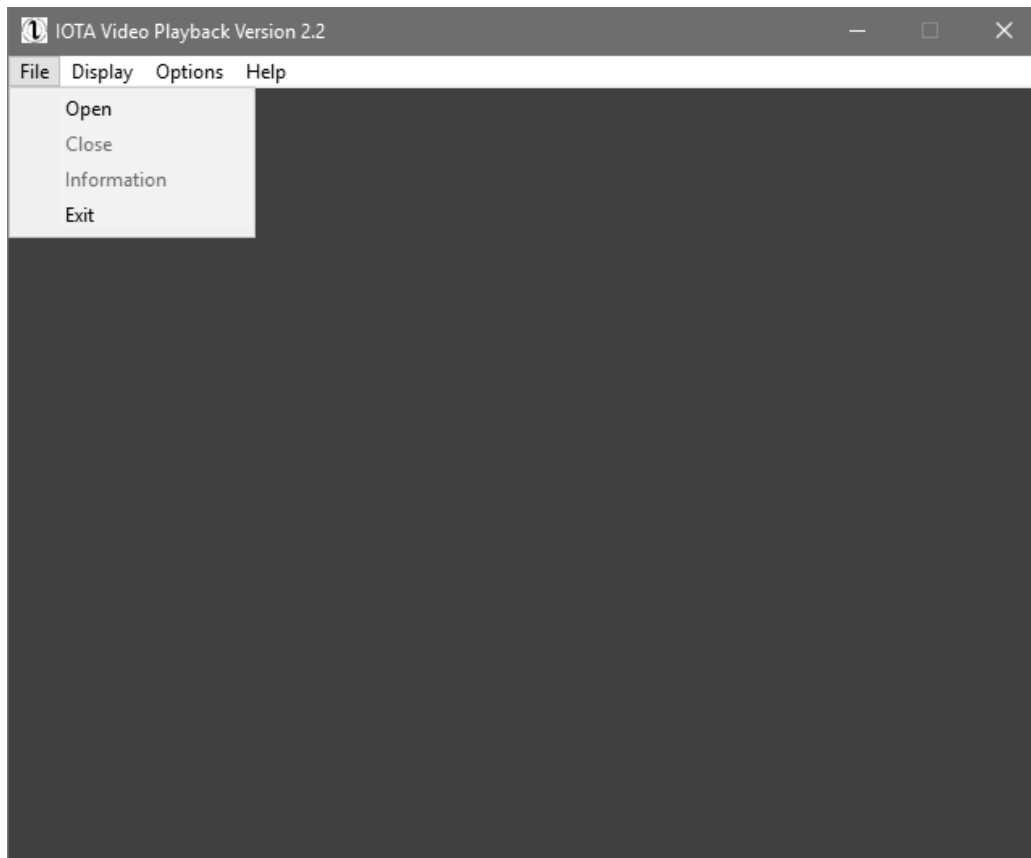 IOTA Video Playback Version 2.2
File Display Options Help
Open
Close
Information
Exit